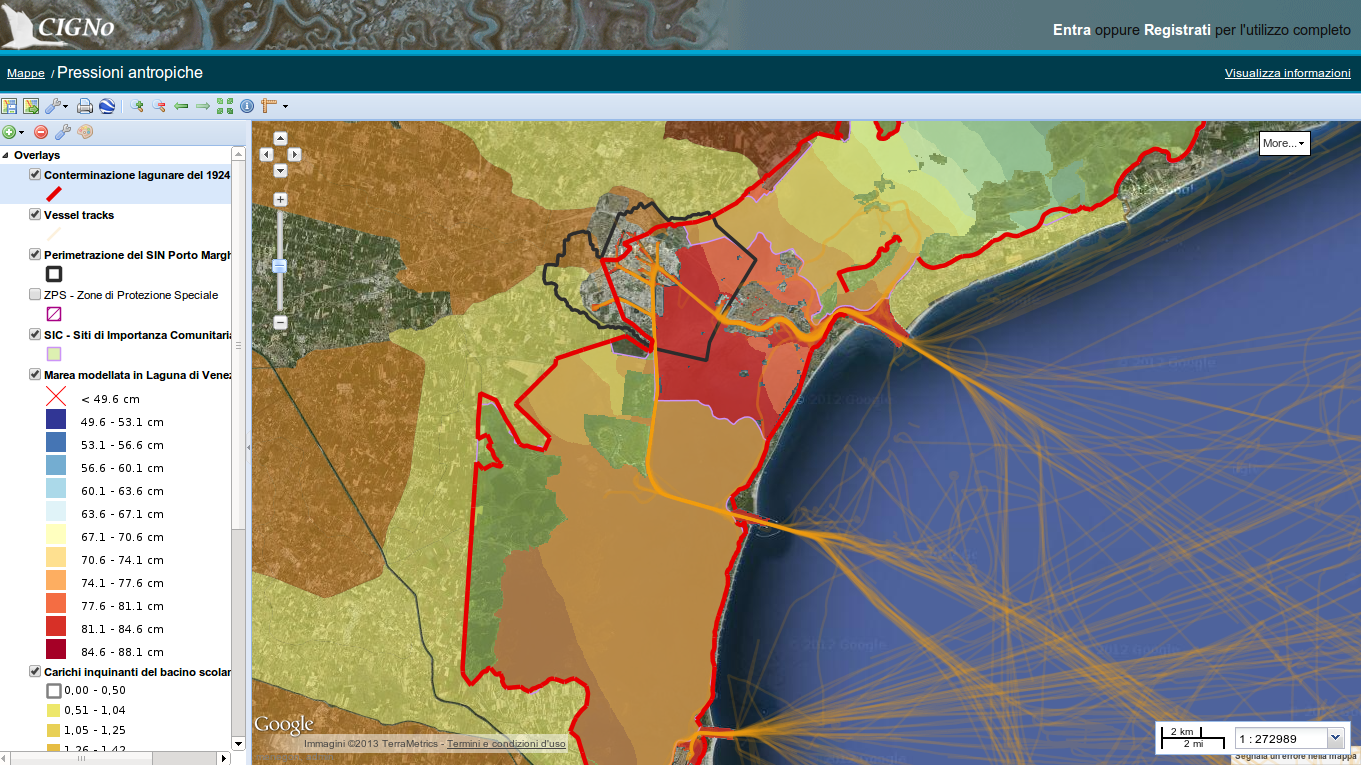 CIGNo
Entra oppure Registrati per l'utilizzo completo
Mappe / Pressioni antropiche
Visualizza informazioni
Overlays
Conterminazione lagunare del 1924
Vessel tracks
Perimetrazione del SIN Porto Margh
ZPS - Zone di Protezione Speciale
SIC - Siti di Importanza Comunitaria
Marea modellata in Laguna di Venez
< 49.6 cm
49.6 - 53.1 cm
53.1 - 56.6 cm
56.6 - 60.1 cm
60.1 - 63.6 cm
63.6 - 67.1 cm
67.1 - 70.6 cm
70.6 - 74.1 cm
74.1 - 77.6 cm
77.6 - 81.1 cm
81.1 - 84.6 cm
84.6 - 88.1 cm
Carichi inquinanti del bacino scolan
0,00 - 0,50
0,51 - 1,04
1,05 - 1,25
1,26 - 1,42
More...
© 2012 Google
© 2012 Google
© 2012 Google
© 2012 Google
Google
Immagini ©2013 TerraMetrics - Termini e condizioni d'uso
2 km
2 mi
1 : 272989
Segnala un errore nella mappa